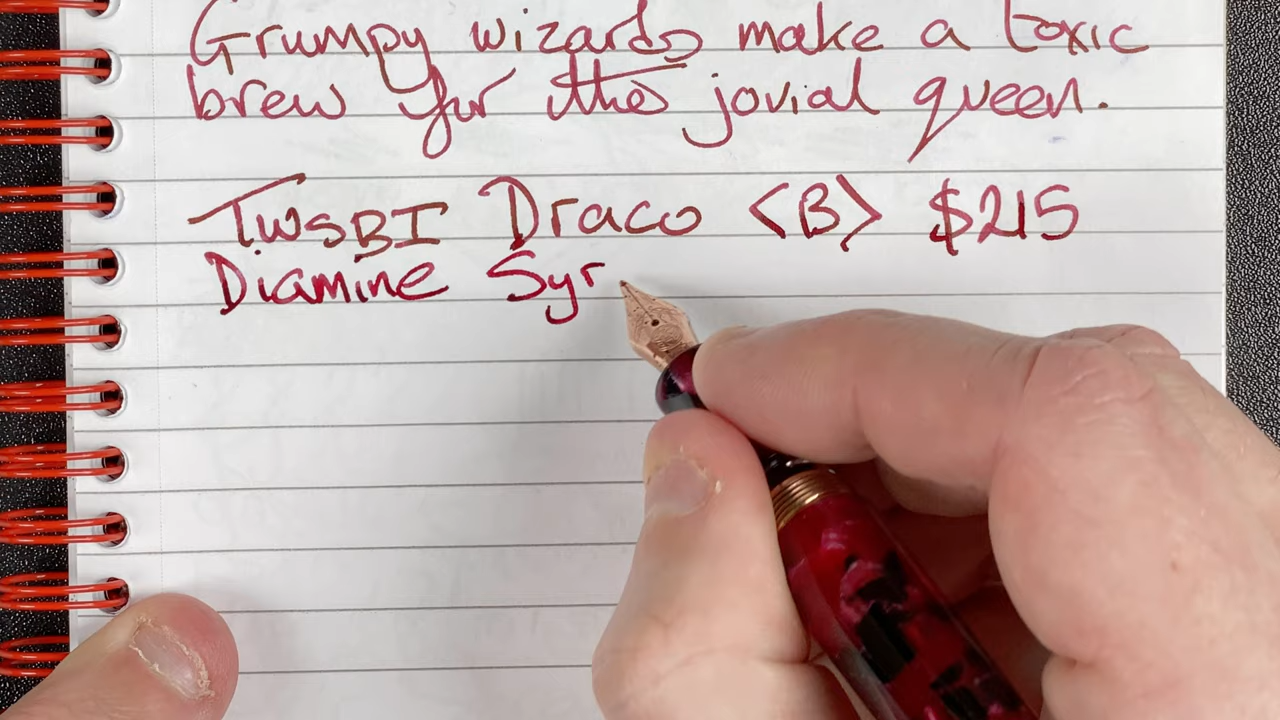 Grumpy wizards make a toxic
brew for the jovial queen.
TWSBI Draco <B> $215
Diamine Syr